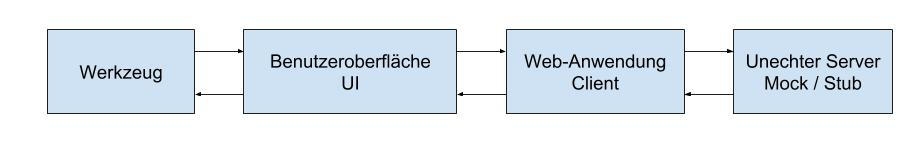 Werkzeug
Benutzeroberfläche
UI
Web-Anwendung
Client
Unechter Server
Mock / Stub